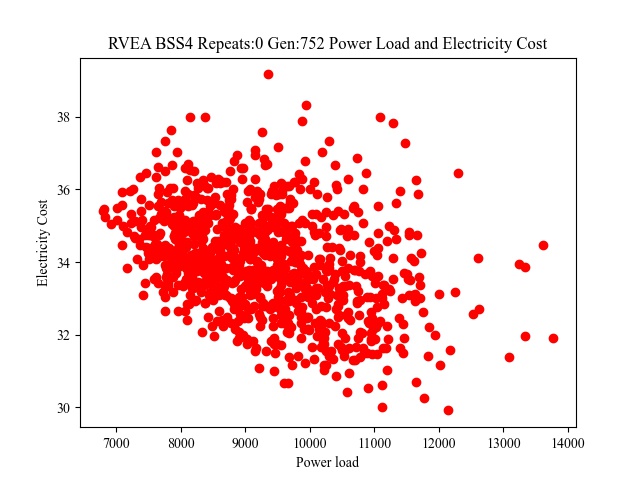 RVEA BSS4 Repeats:0 Gen:752 Power Load and Electricity Cost
38
36
34
32
30
Electricity Cost
7000 8000 9000 10000 11000 12000 13000 14000
Power load